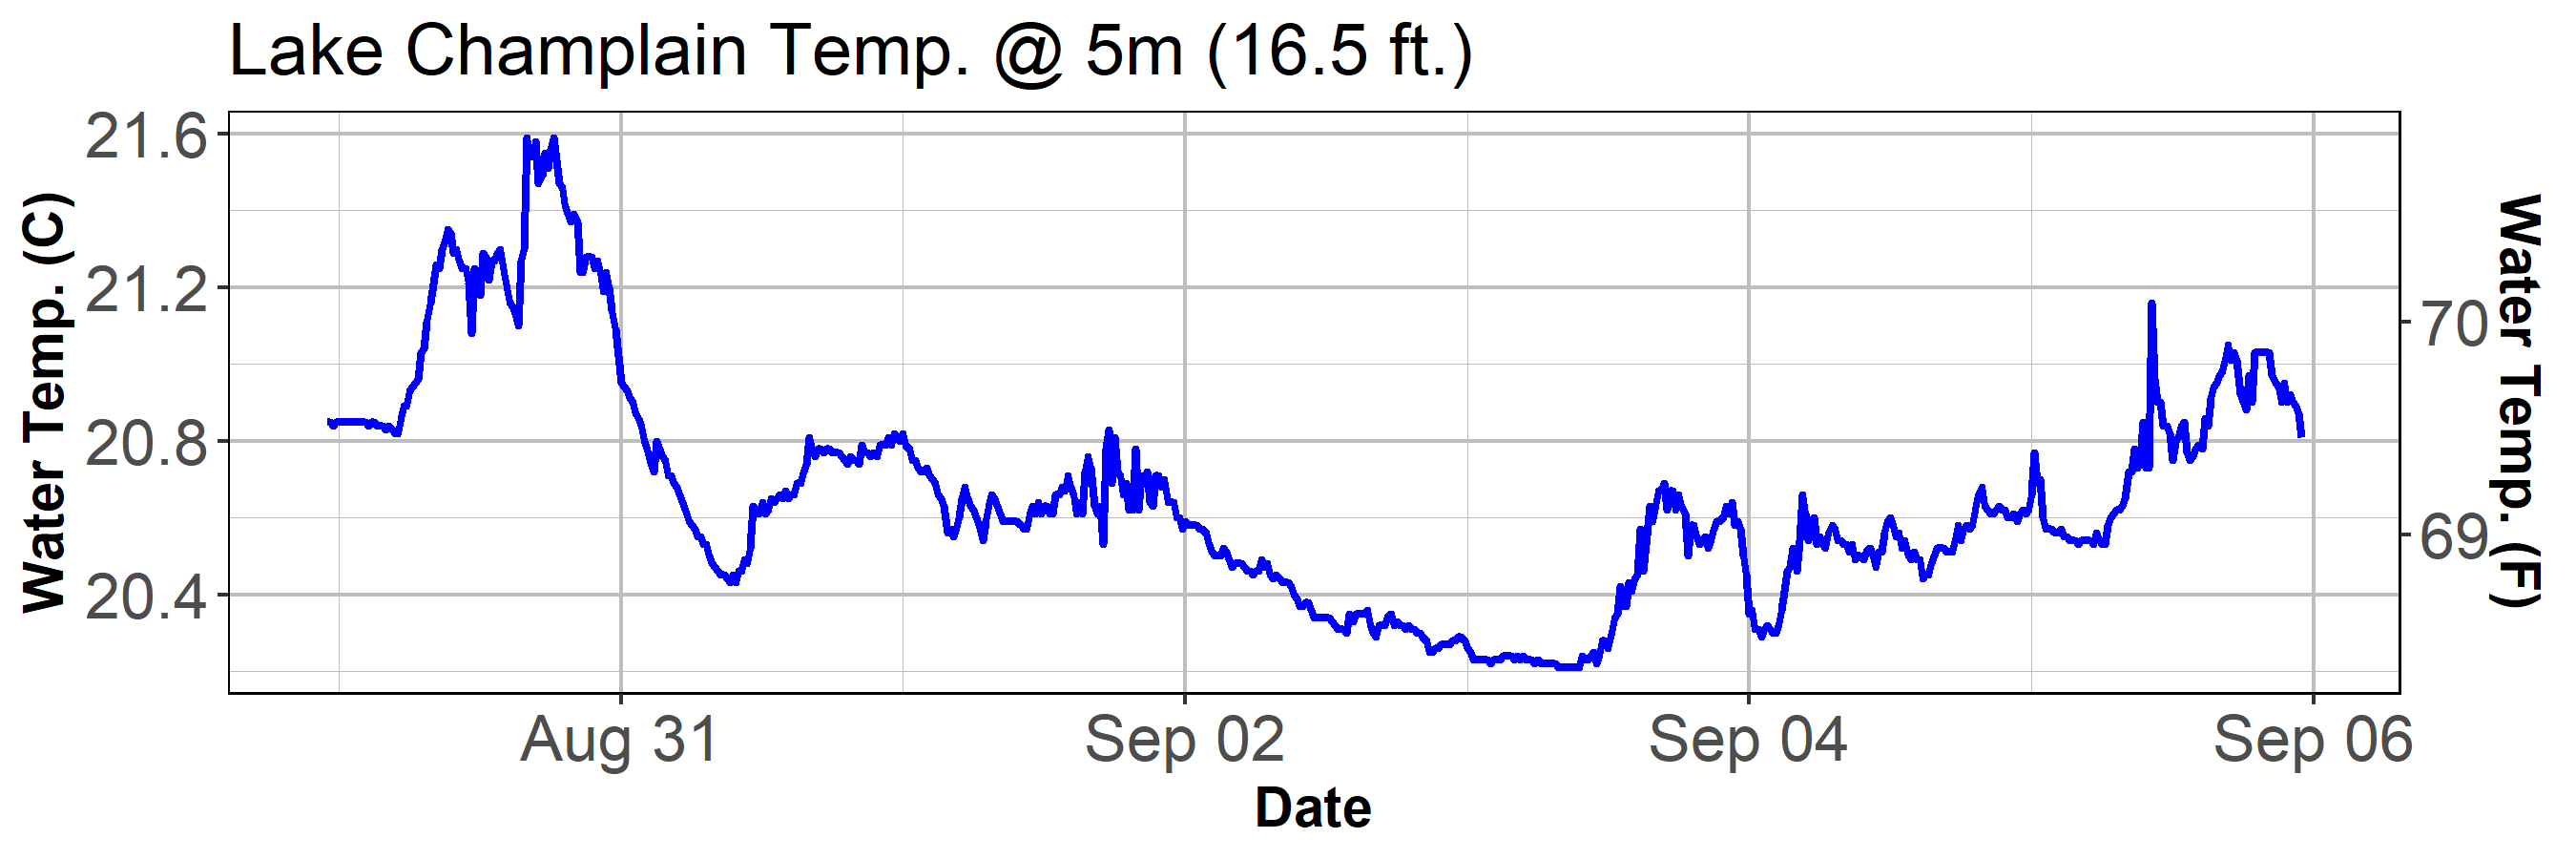 Lake Champlain Temp. @ 5m (16.5 ft.)
Water Temp. (C)
21.6
21.2
20.8
20.4
70
69
Water Temp. (F)
Aug 31
Sep 02
Sep 04
Sep 06
Date